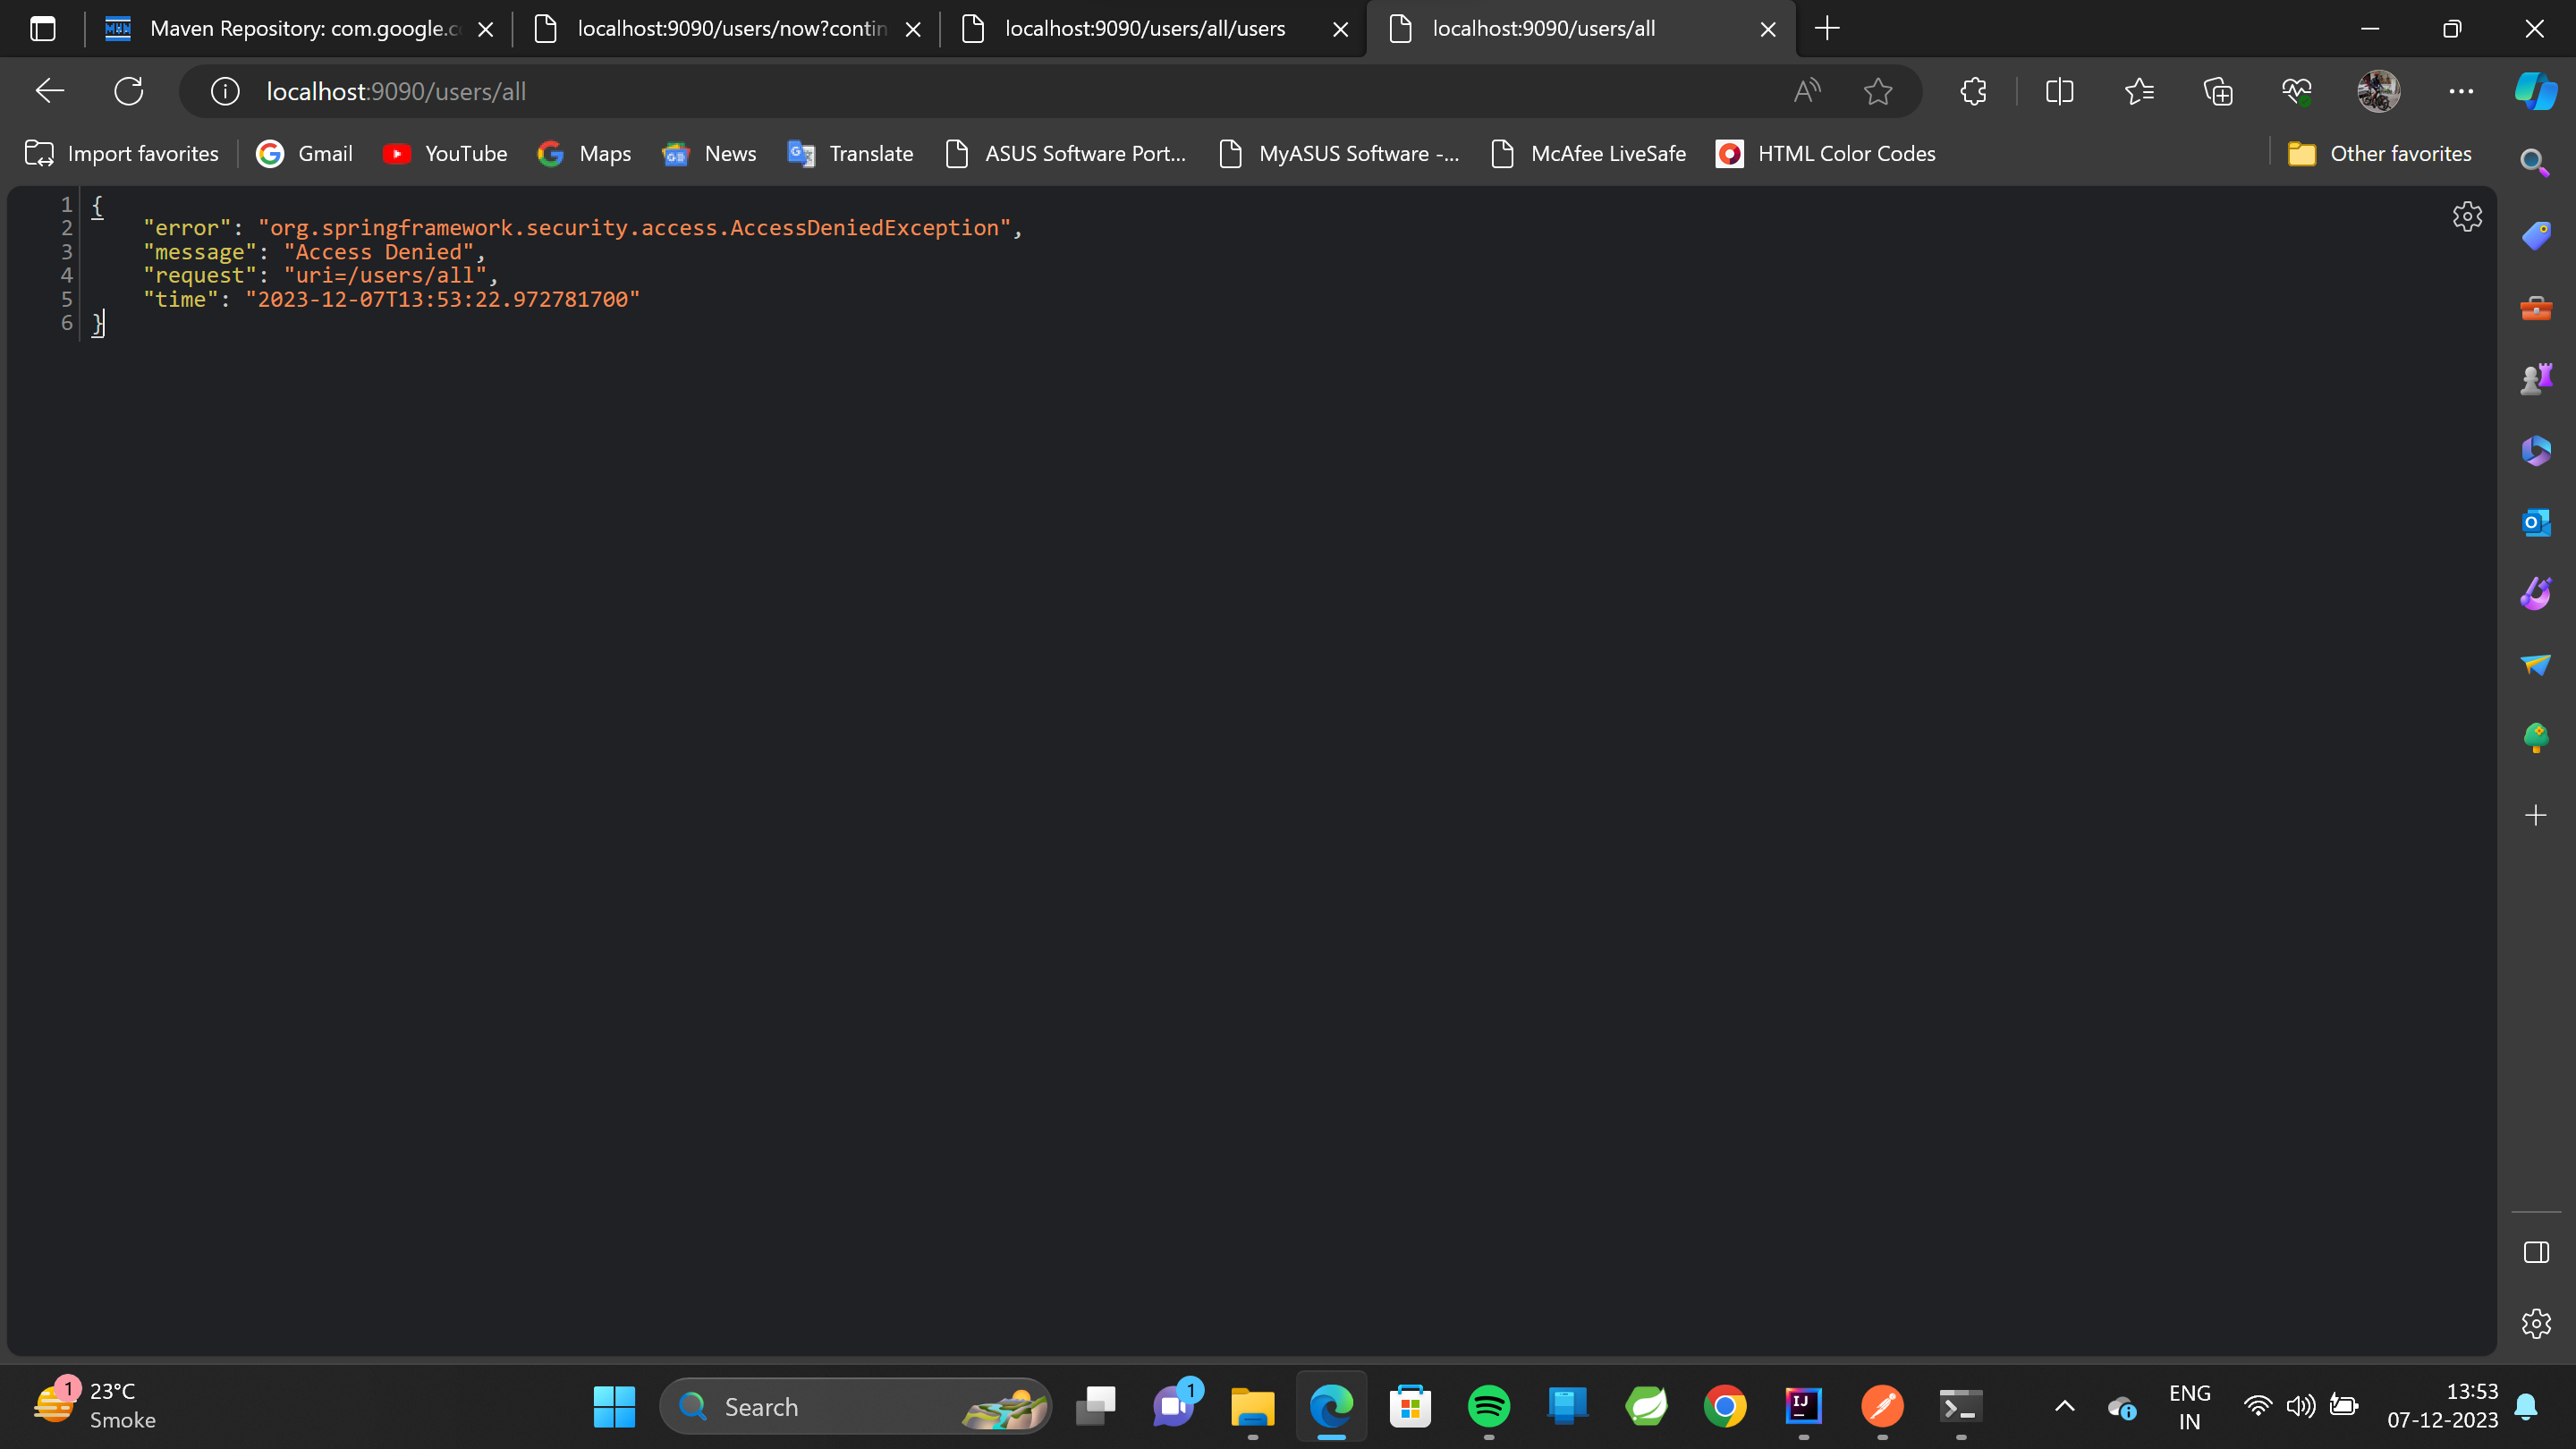 Maven Repository: com.google.c
localhost:9090/users/now?contin
localhost:9090/users/all/users
localhost:9090/users/all
localhost:9090/users/all
Import favorites
Gmail
YouTube
Maps
News
Translate
ASUS Software Port...
MyASUS Software -...
McAfee LiveSafe
HTML Color Codes
Other favorites
1 {
2 "error": "org.springframework.security.access.AccessDeniedException",
3 "message": "Access Denied",
4 "request": "uri=/users/all",
5 "time": "2023-12-07T13:53:22.972781700"
6 }
1
23°C
Smoke
Search
1
ENG
IN
13:53
07-12-2023